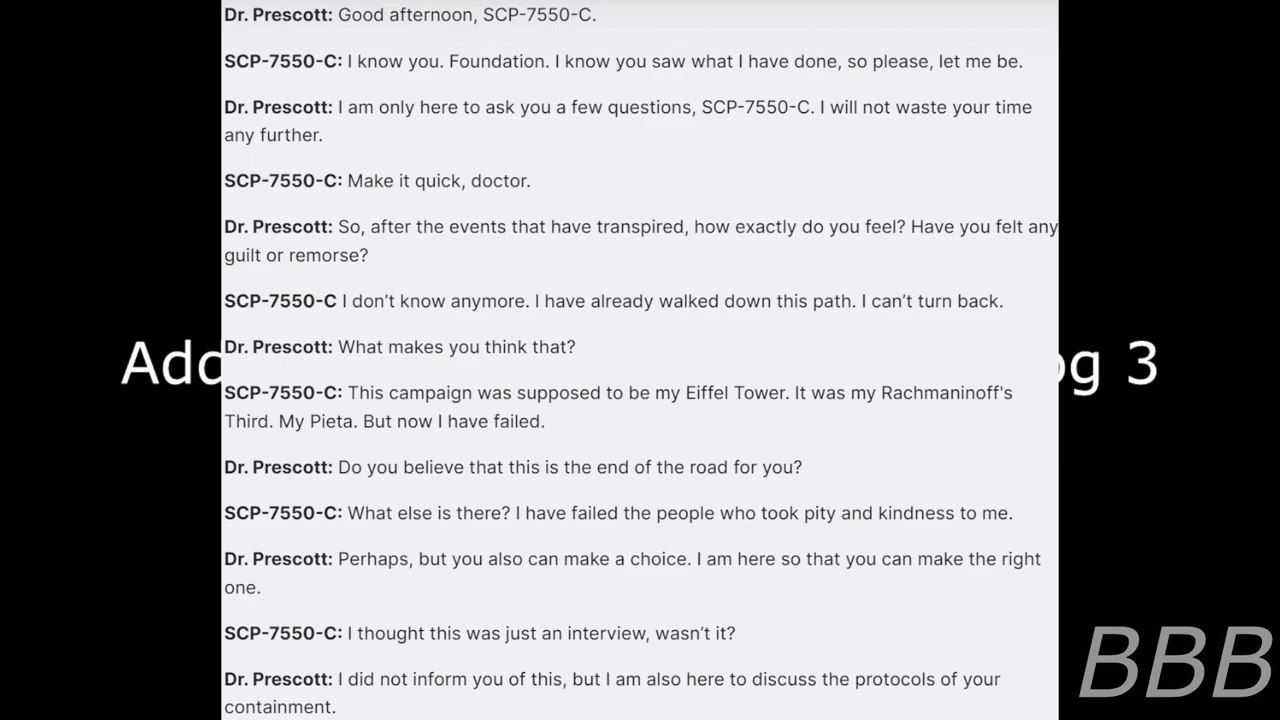 Dr. Prescott: Good afternoon, SCP-7550-C.
SCP-7550-C: I know you. Foundation. I know you saw what I have done, so please, let me be.
Dr. Prescott: I am only here to ask you a few questions, SCP-7550-C. I will not waste your time
any further.
SCP-7550-C: Make it quick, doctor.
Dr. Prescott: So, after the events that have transpired, how exactly do you feel? Have you felt any
guilt or remorse?
SCP-7550-C I don’t know anymore. I have already walked down this path. I can’t turn back.
Dr. Prescott: What makes you think that?
Add
og 3
SCP-7550-C: This campaign was supposed to be my Eiffel Tower. It was my Rachmaninoff's
Third. My Pieta. But now I have failed.
Dr. Prescott: Do you believe that this is the end of the road for you?
SCP-7550-C: What else is there? I have failed the people who took pity and kindness to me.
Dr. Prescott: Perhaps, but you also can make a choice. I am here so that you can make the right
one.
SCP-7550-C: I thought this was just an interview, wasn’t it?
Dr. Prescott: I did not inform you of this, but I am also here to discuss the protocols of your
containment.
BBB